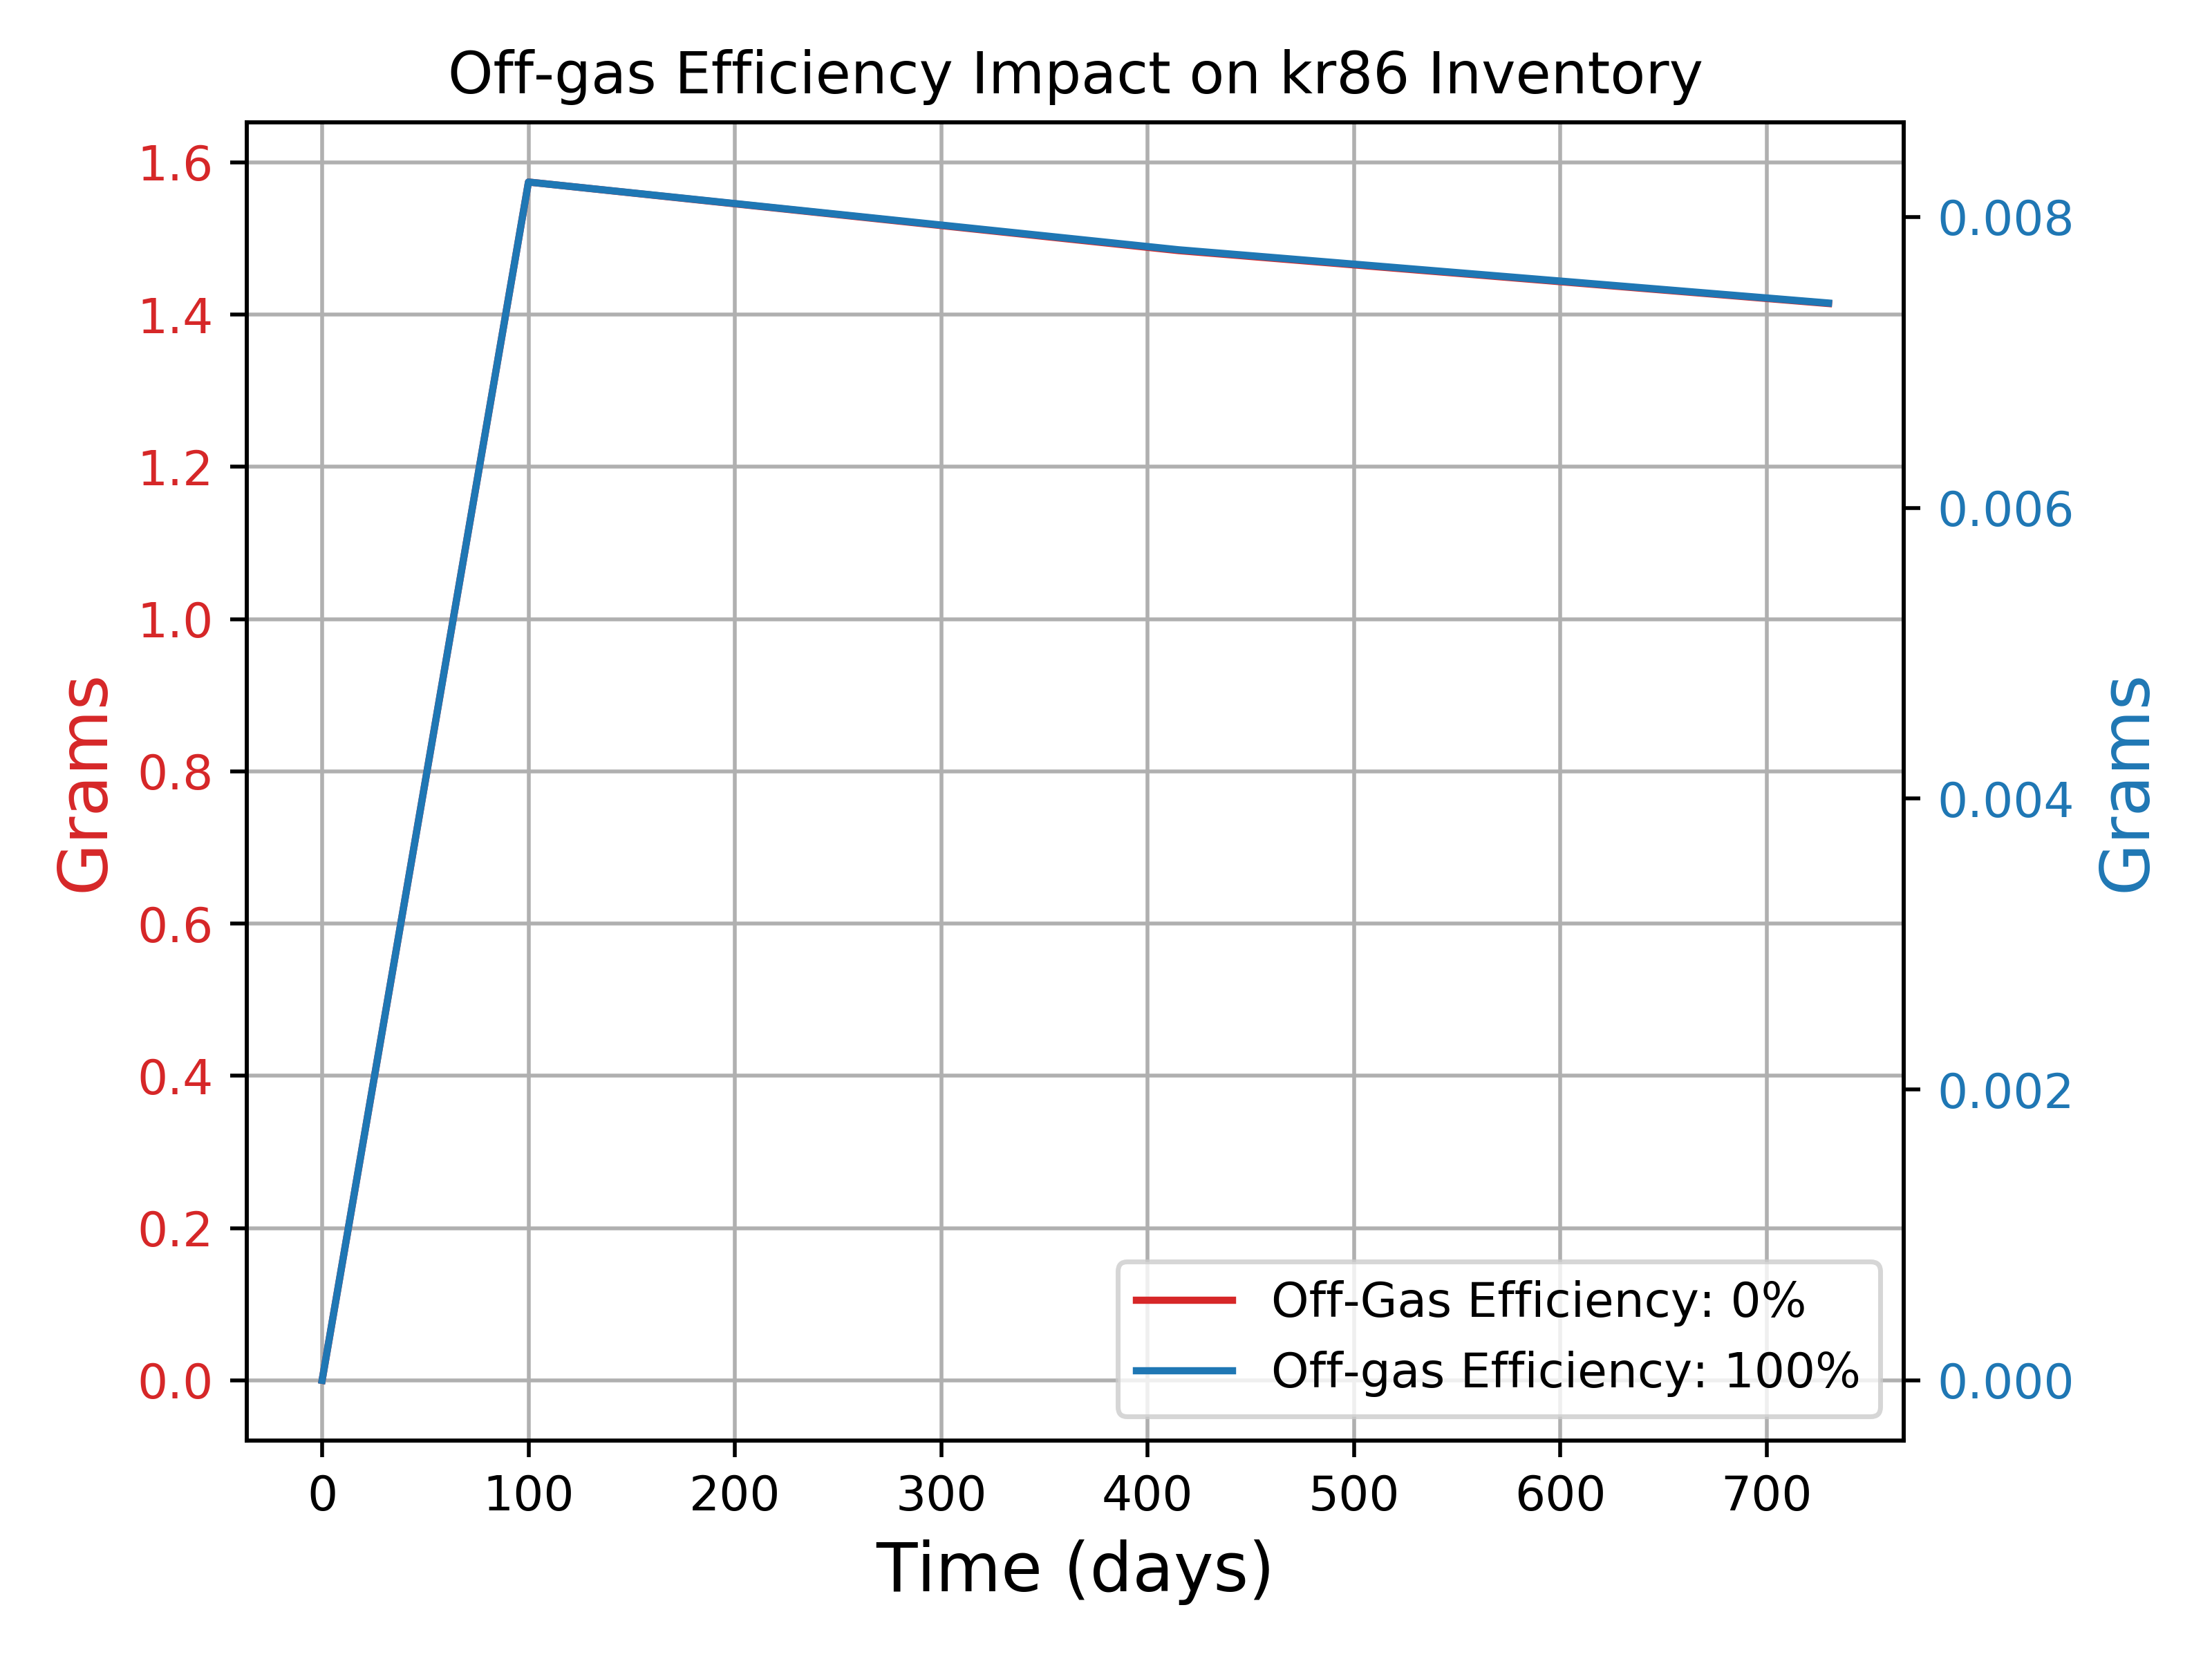 Off-gas Efficiency Impact on kr86 Inventory
1.6
1.4
1.2
1.0
0.8
0.6
0.4
0.2
0.0
Grams
0.008
0.006
0.004
0.002
0.000
Grams
Off-Gas Efficiency: 0%
Off-gas Efficiency: 100%
0 100 200 300 400 500 600 700
Time (days)